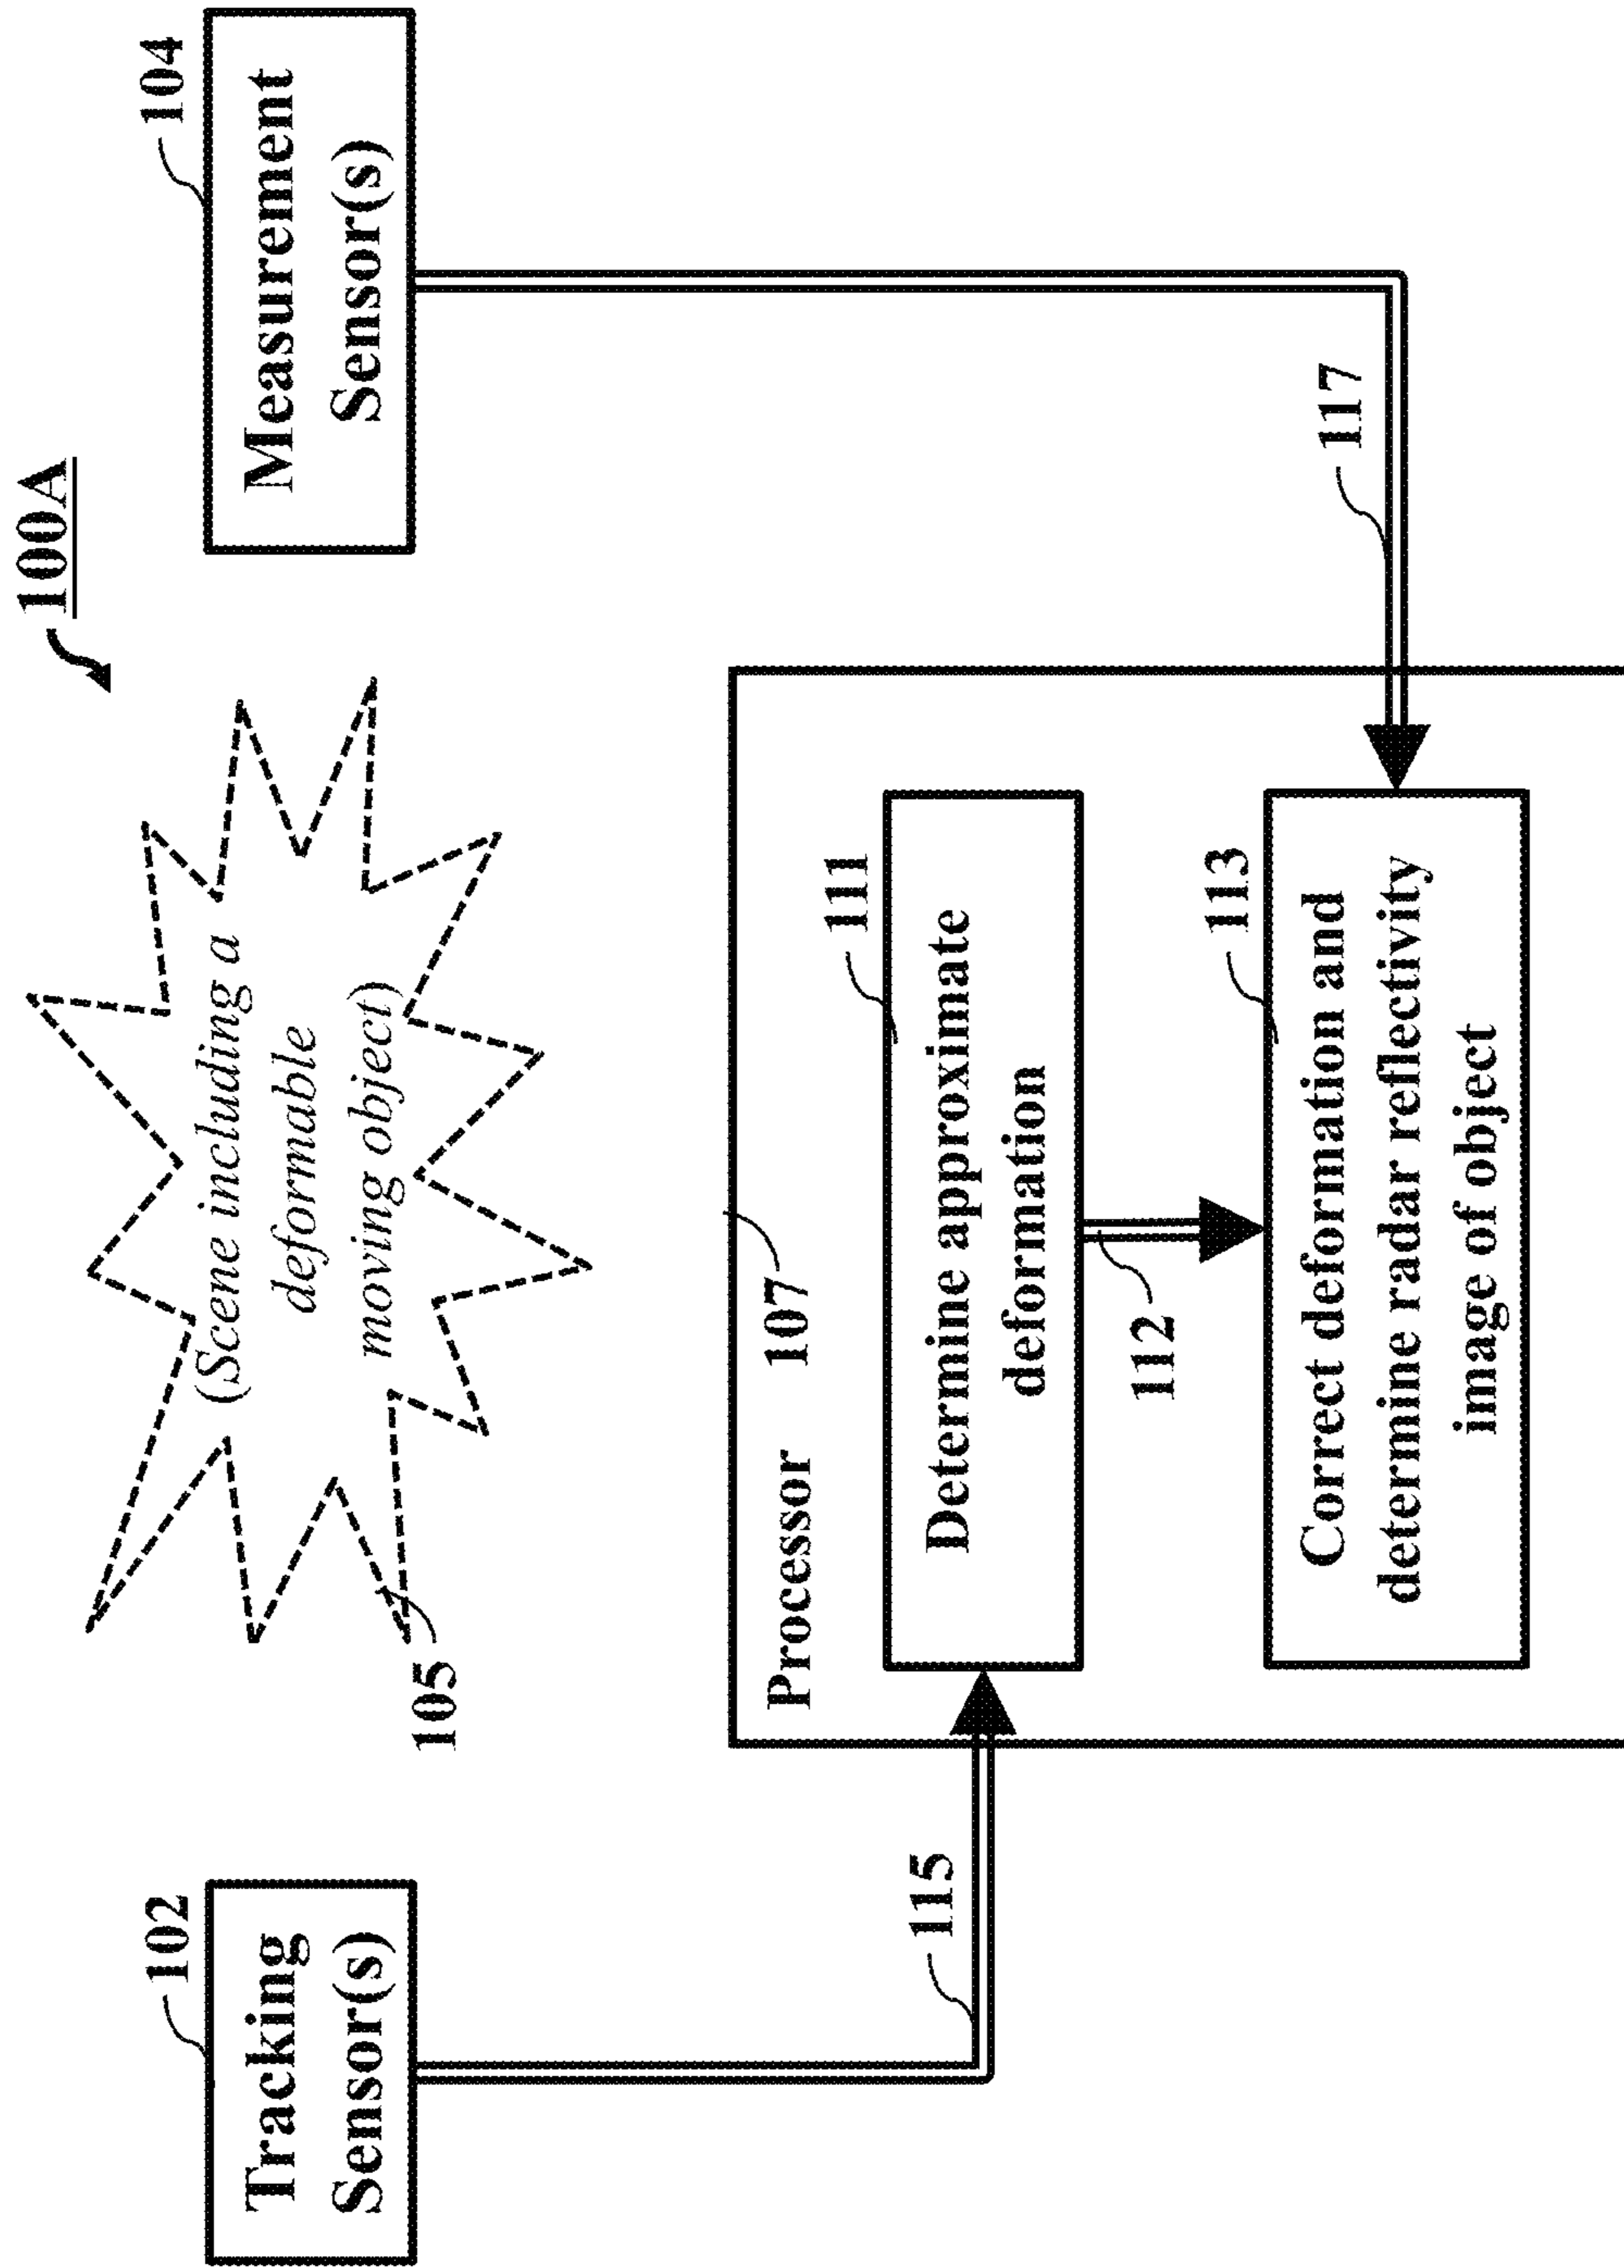 100A
102
Tracking
Sensor(s)
(Scene including a
deformable
moving object)
105
104
Measurement
Sensor(s)
Processor 107
115
111
Determine approximate
deformation
112
113
Correct deformation and
determine radar reflectivity
image of object
117